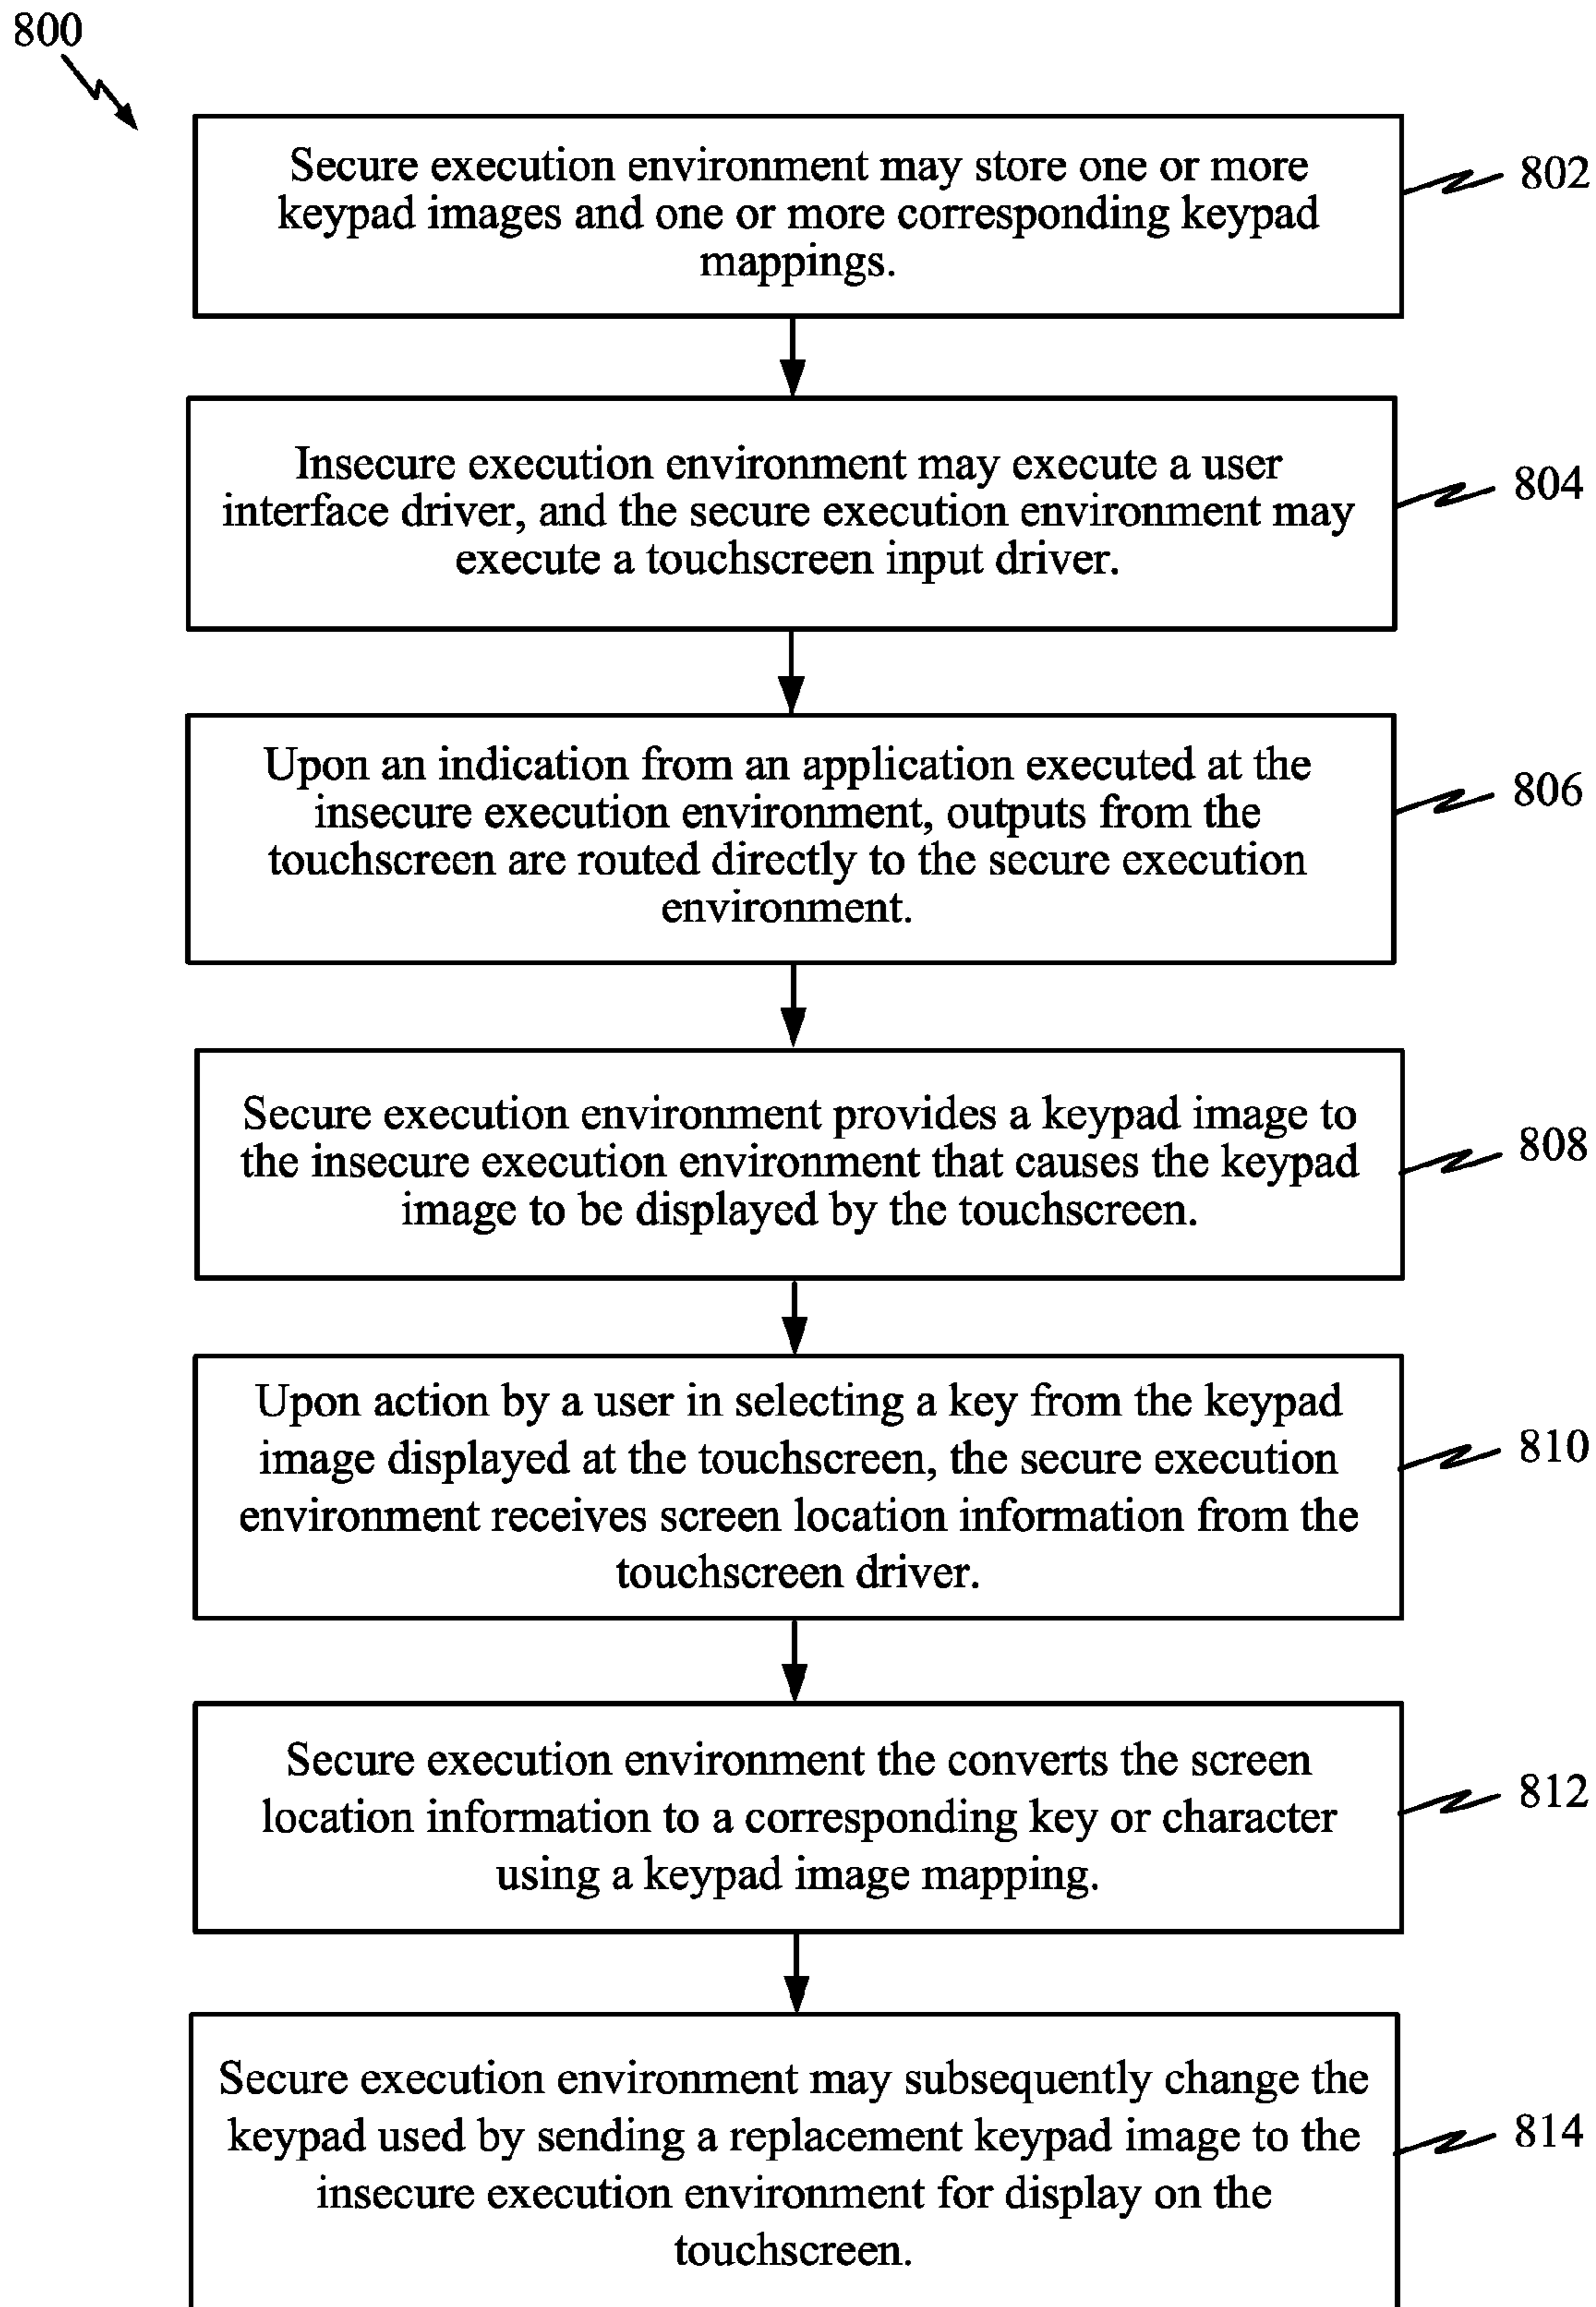 800
Secure execution environment may store one or more
keypad images and one or more corresponding keypad
mappings.
802
Insecure execution environment may execute a user
interface driver, and the secure execution environment may
execute a touchscreen input driver.
804
Upon an indication from an application executed at the
insecure execution environment, outputs from the
touchscreen are routed directly to the secure execution
environment.
806
Secure execution environment provides a keypad image to
the insecure execution environment that causes the keypad
image to be displayed by the touchscreen.
808
Upon action by a user in selecting a key from the keypad
image displayed at the touchscreen, the secure execution
environment receives screen location information from the
touchscreen driver.
810
Secure execution environment the converts the screen
location information to a corresponding key or character
using a keypad image mapping.
812
Secure execution environment may subsequently change the
keypad used by sending a replacement keypad image to the
insecure execution environment for display on the
touchscreen.
814